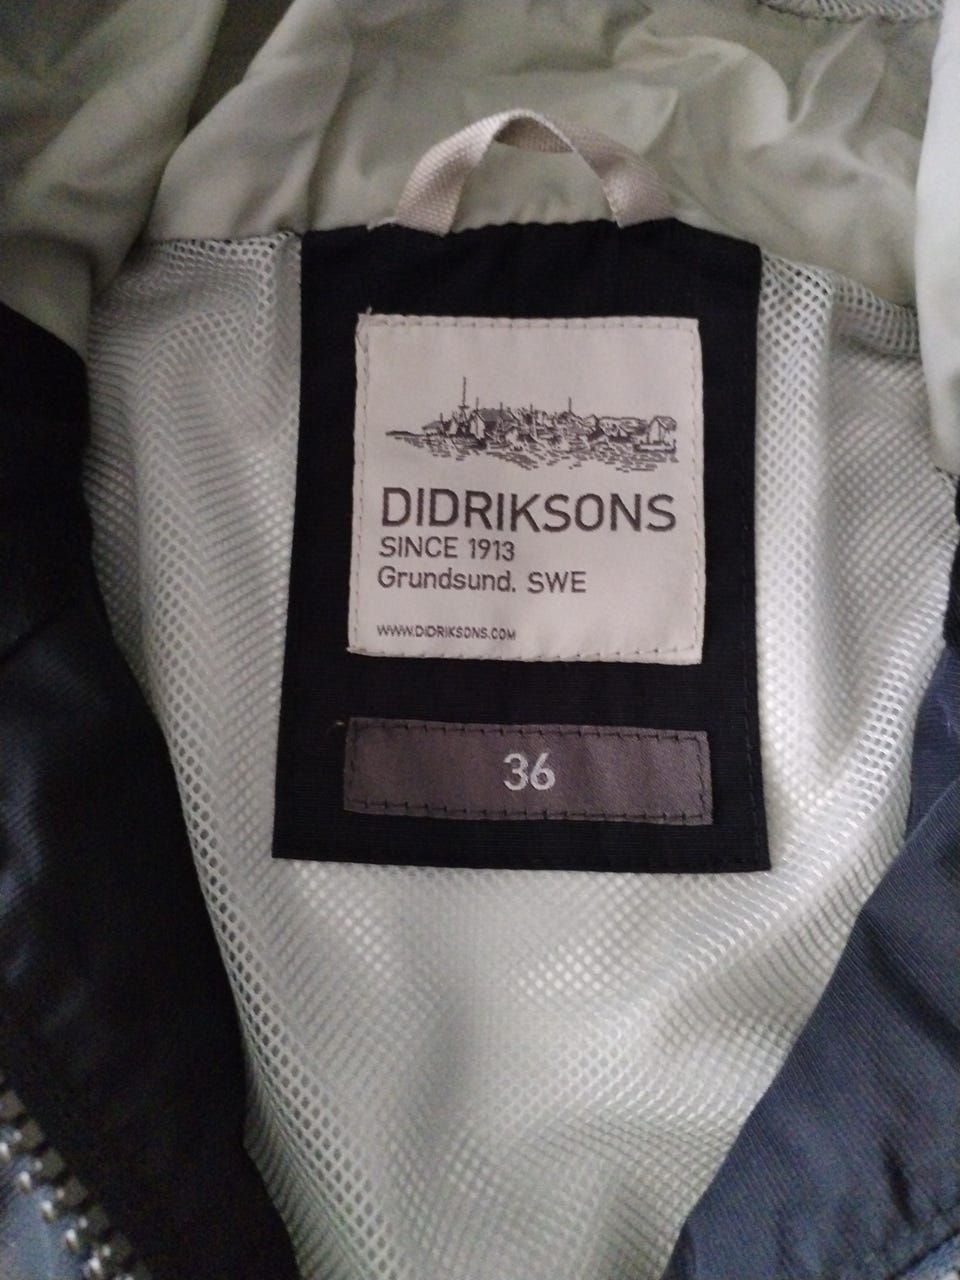 DIDRIKSONS
SINCE 1913
Grundsund. SWE
WWW.DIDRIKSONS.COM
36